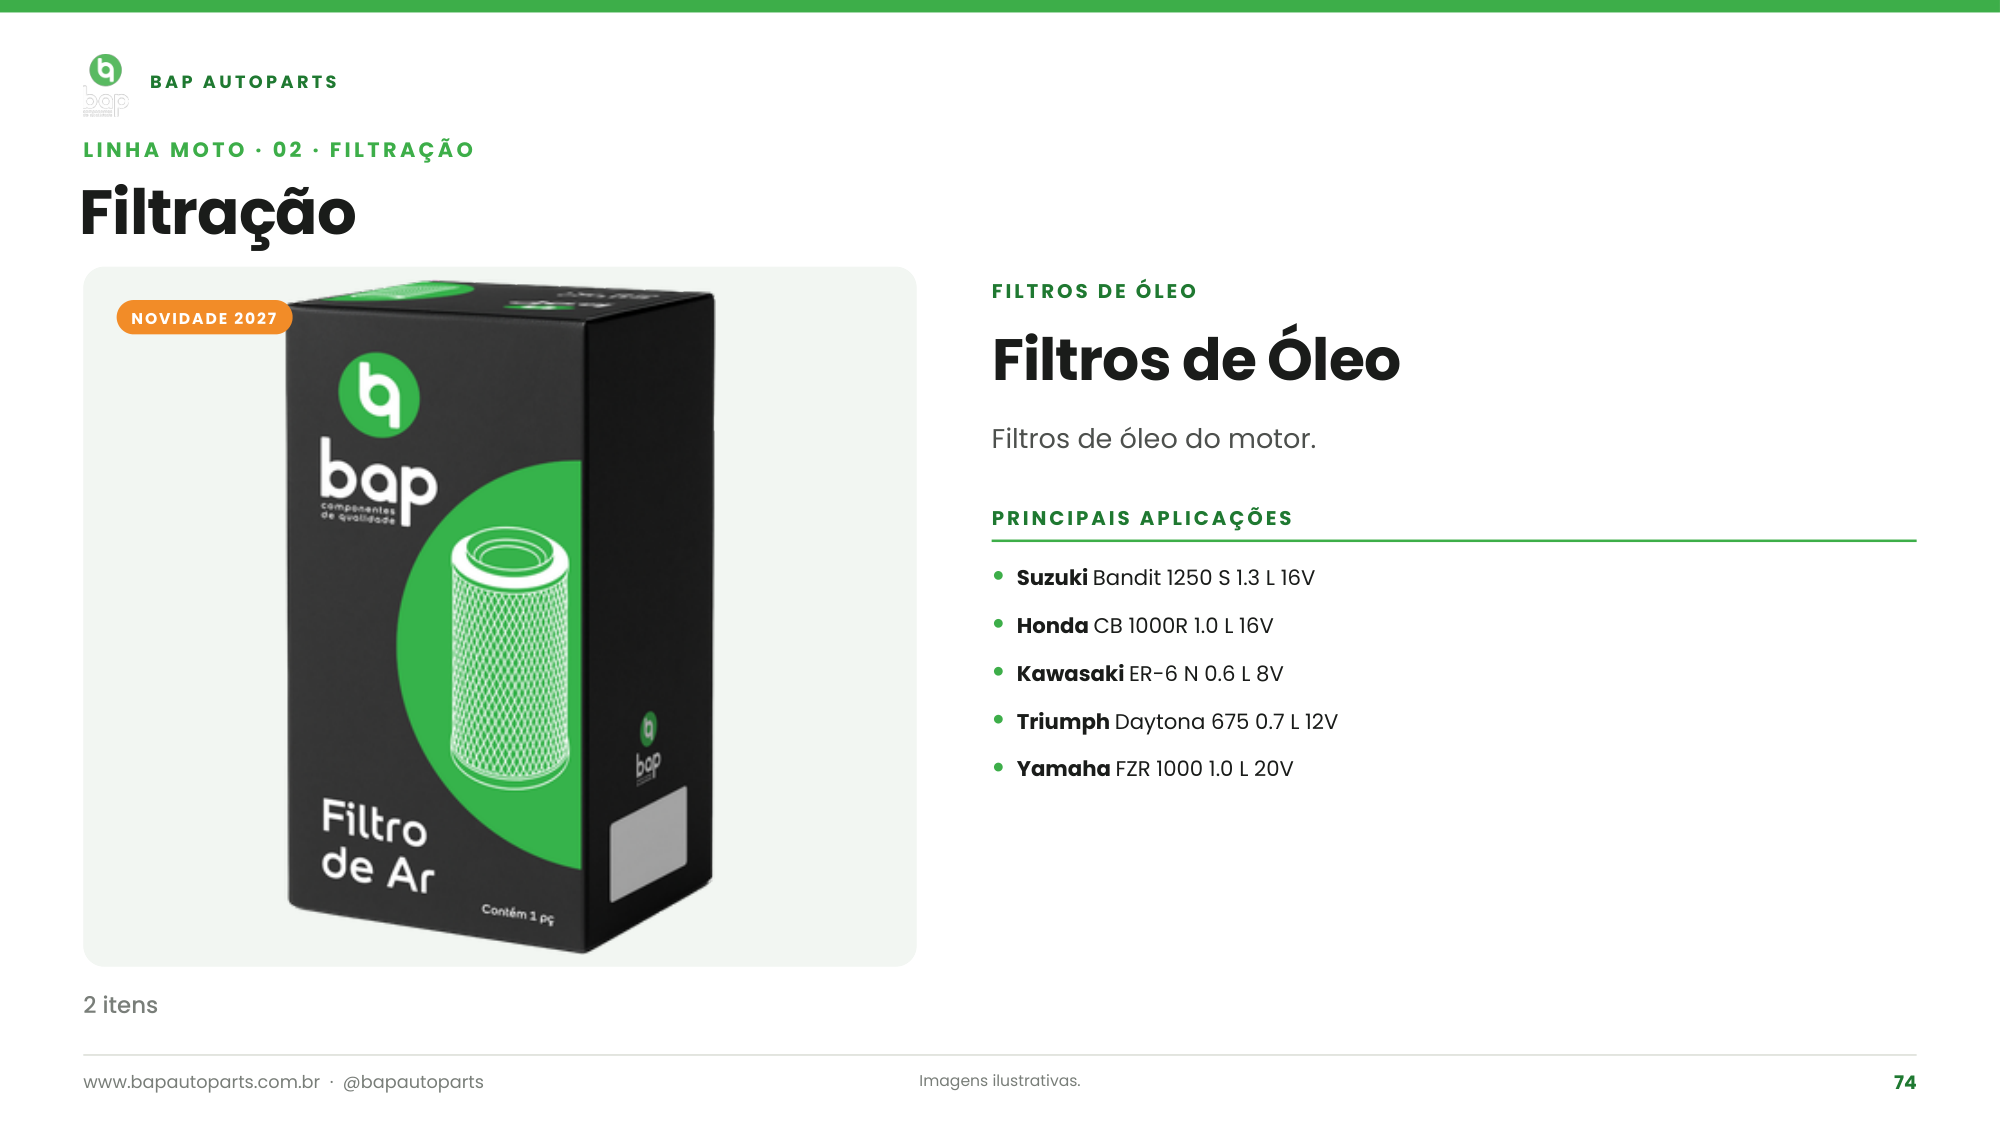 bap
BAP AUTOPARTS
LINHA MOTO · 02 · FILTRAÇÃO
Filtração
NOVIDADE 2027
bap
componentes
de qualidade
bap
Filtro
de Ar
Contém 1 pç
2 itens
FILTROS DE ÓLEO
Filtros de Óleo
Filtros de óleo do motor.
PRINCIPAIS APLICAÇÕES
• Suzuki Bandit 1250 S 1.3 L 16V
• Honda CB 1000R 1.0 L 16V
• Kawasaki ER-6 N 0.6 L 8V
• Triumph Daytona 675 0.7 L 12V
• Yamaha FZR 1000 1.0 L 20V
www.bapautoparts.com.br · @bapautoparts
Imagens ilustrativas.
74